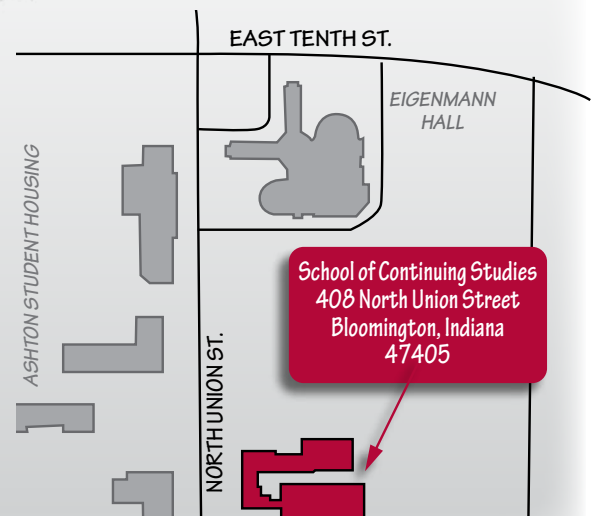 EAST TENTH ST.
EIGENMANN
HALL
ASHTON STUDENT HOUSING
School of Continuing Studies
408 North Union Street
Bloomington, Indiana
47405
NORTH UNION ST.